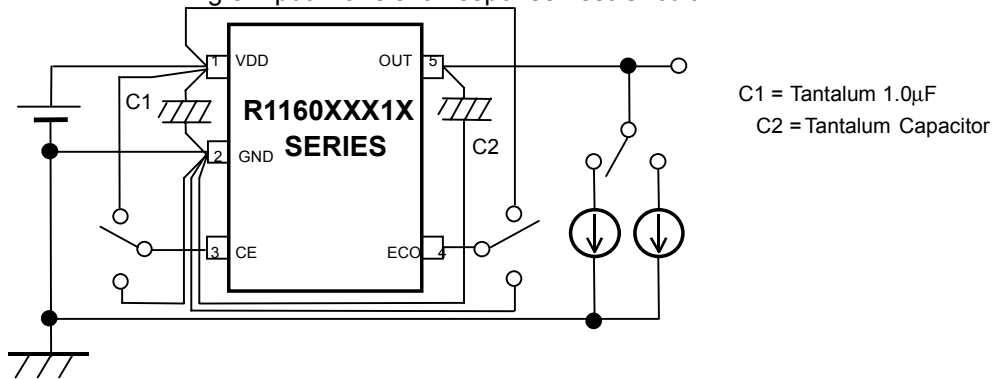 1 VDD
OUT 5
C1
R1160XXX1X
SERIES
2 GND
C2
3 CE
ECO 4
C1 = Tantalum 1.0μF
C2 = Tantalum Capacitor